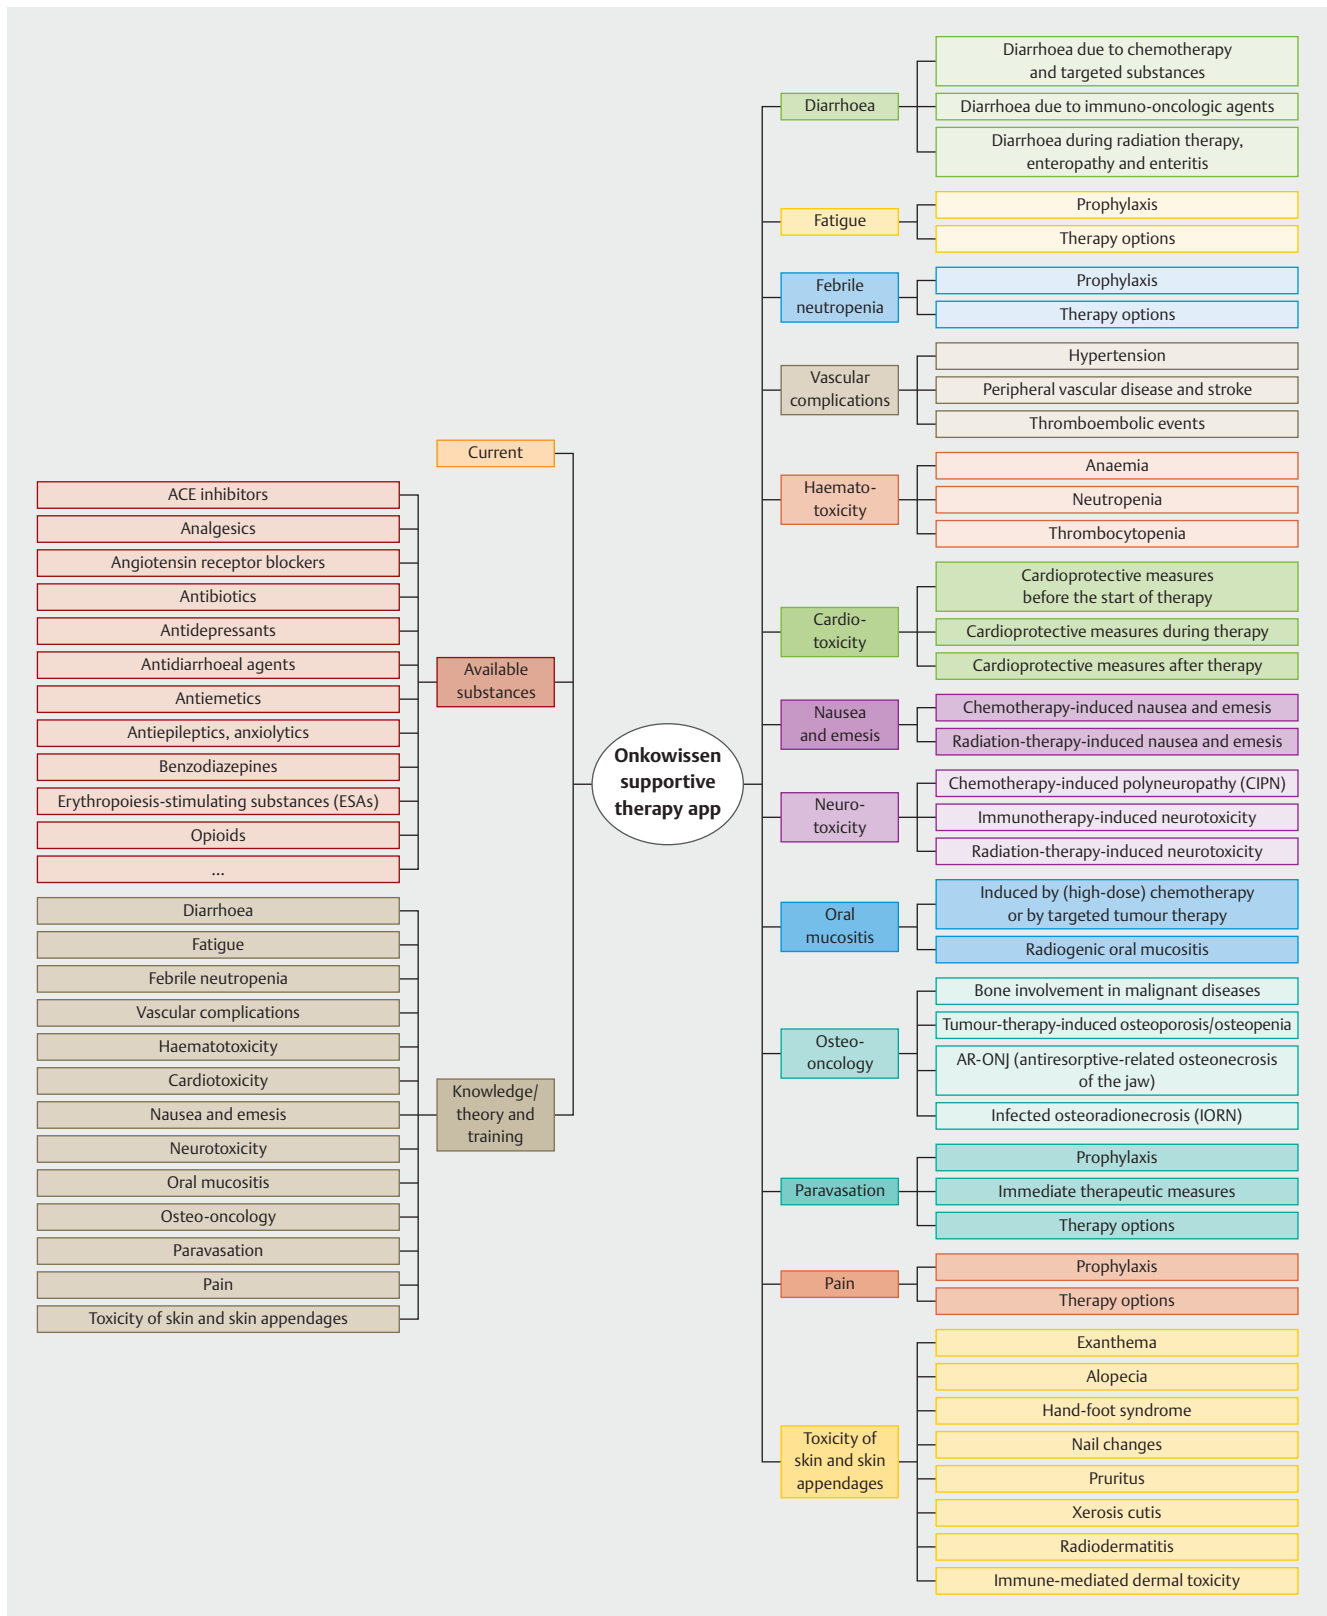 Current
ACE inhibitors
Analgesics
Angiotensin receptor blockers
Antibiotics
Antidepressants
Antidiarrhoeal agents
Antiemetics
Antiepileptics, anxiolytics
Benzodiazepines
Erythropoiesis-stimulating substances (ESAs)
Opioids
...
Available
substances
Diarrhoea
Fatigue
Febrile neutropenia
Vascular complications
Haematotoxicity
Cardiotoxicity
Nausea and emesis
Neurotoxicity
Oral mucositis
Osteo-oncology
Paravasation
Pain
Toxicity of skin and skin appendages
Knowledge/
theory and
training
Onkowissen
supportive
therapy app
Diarrhoea
Diarrhoea due to chemotherapy
and targeted substances
Diarrhoea due to immuno-oncologic agents
Diarrhoea during radiation therapy,
enteropathy and enteritis
Fatigue
Prophylaxis
Therapy options
Febrile
neutropenia
Prophylaxis
Therapy options
Vascular
complications
Hypertension
Peripheral vascular disease and stroke
Thromboembolic events
Haemato-
toxicity
Anaemia
Neutropenia
Thrombocytopenia
Cardio-
toxicity
Cardioprotective measures
before the start of therapy
Cardioprotective measures during therapy
Cardioprotective measures after therapy
Nausea
and emesis
Chemotherapy-induced nausea and emesis
Radiation-therapy-induced nausea and emesis
Neuro-
toxicity
Chemotherapy-induced polyneuropathy (CIPN)
Immunotherapy-induced neurotoxicity
Radiation-therapy-induced neurotoxicity
Oral
mucositis
Induced by (high-dose) chemotherapy
or by targeted tumour therapy
Radiogenic oral mucositis
Osteo-
oncology
Bone involvement in malignant diseases
Tumour-therapy-induced osteoporosis/osteopenia
AR-ONJ (antiresorptive-related osteonecrosis
of the jaw)
Infected osteoradionecrosis (IORN)
Paravasation
Prophylaxis
Immediate therapeutic measures
Therapy options
Pain
Prophylaxis
Therapy options
Toxicity of
skin and skin
appendages
Exanthema
Alopecia
Hand-foot syndrome
Nail changes
Pruritus
Xerosis cutis
Radiodermatitis
Immune-mediated dermal toxicity